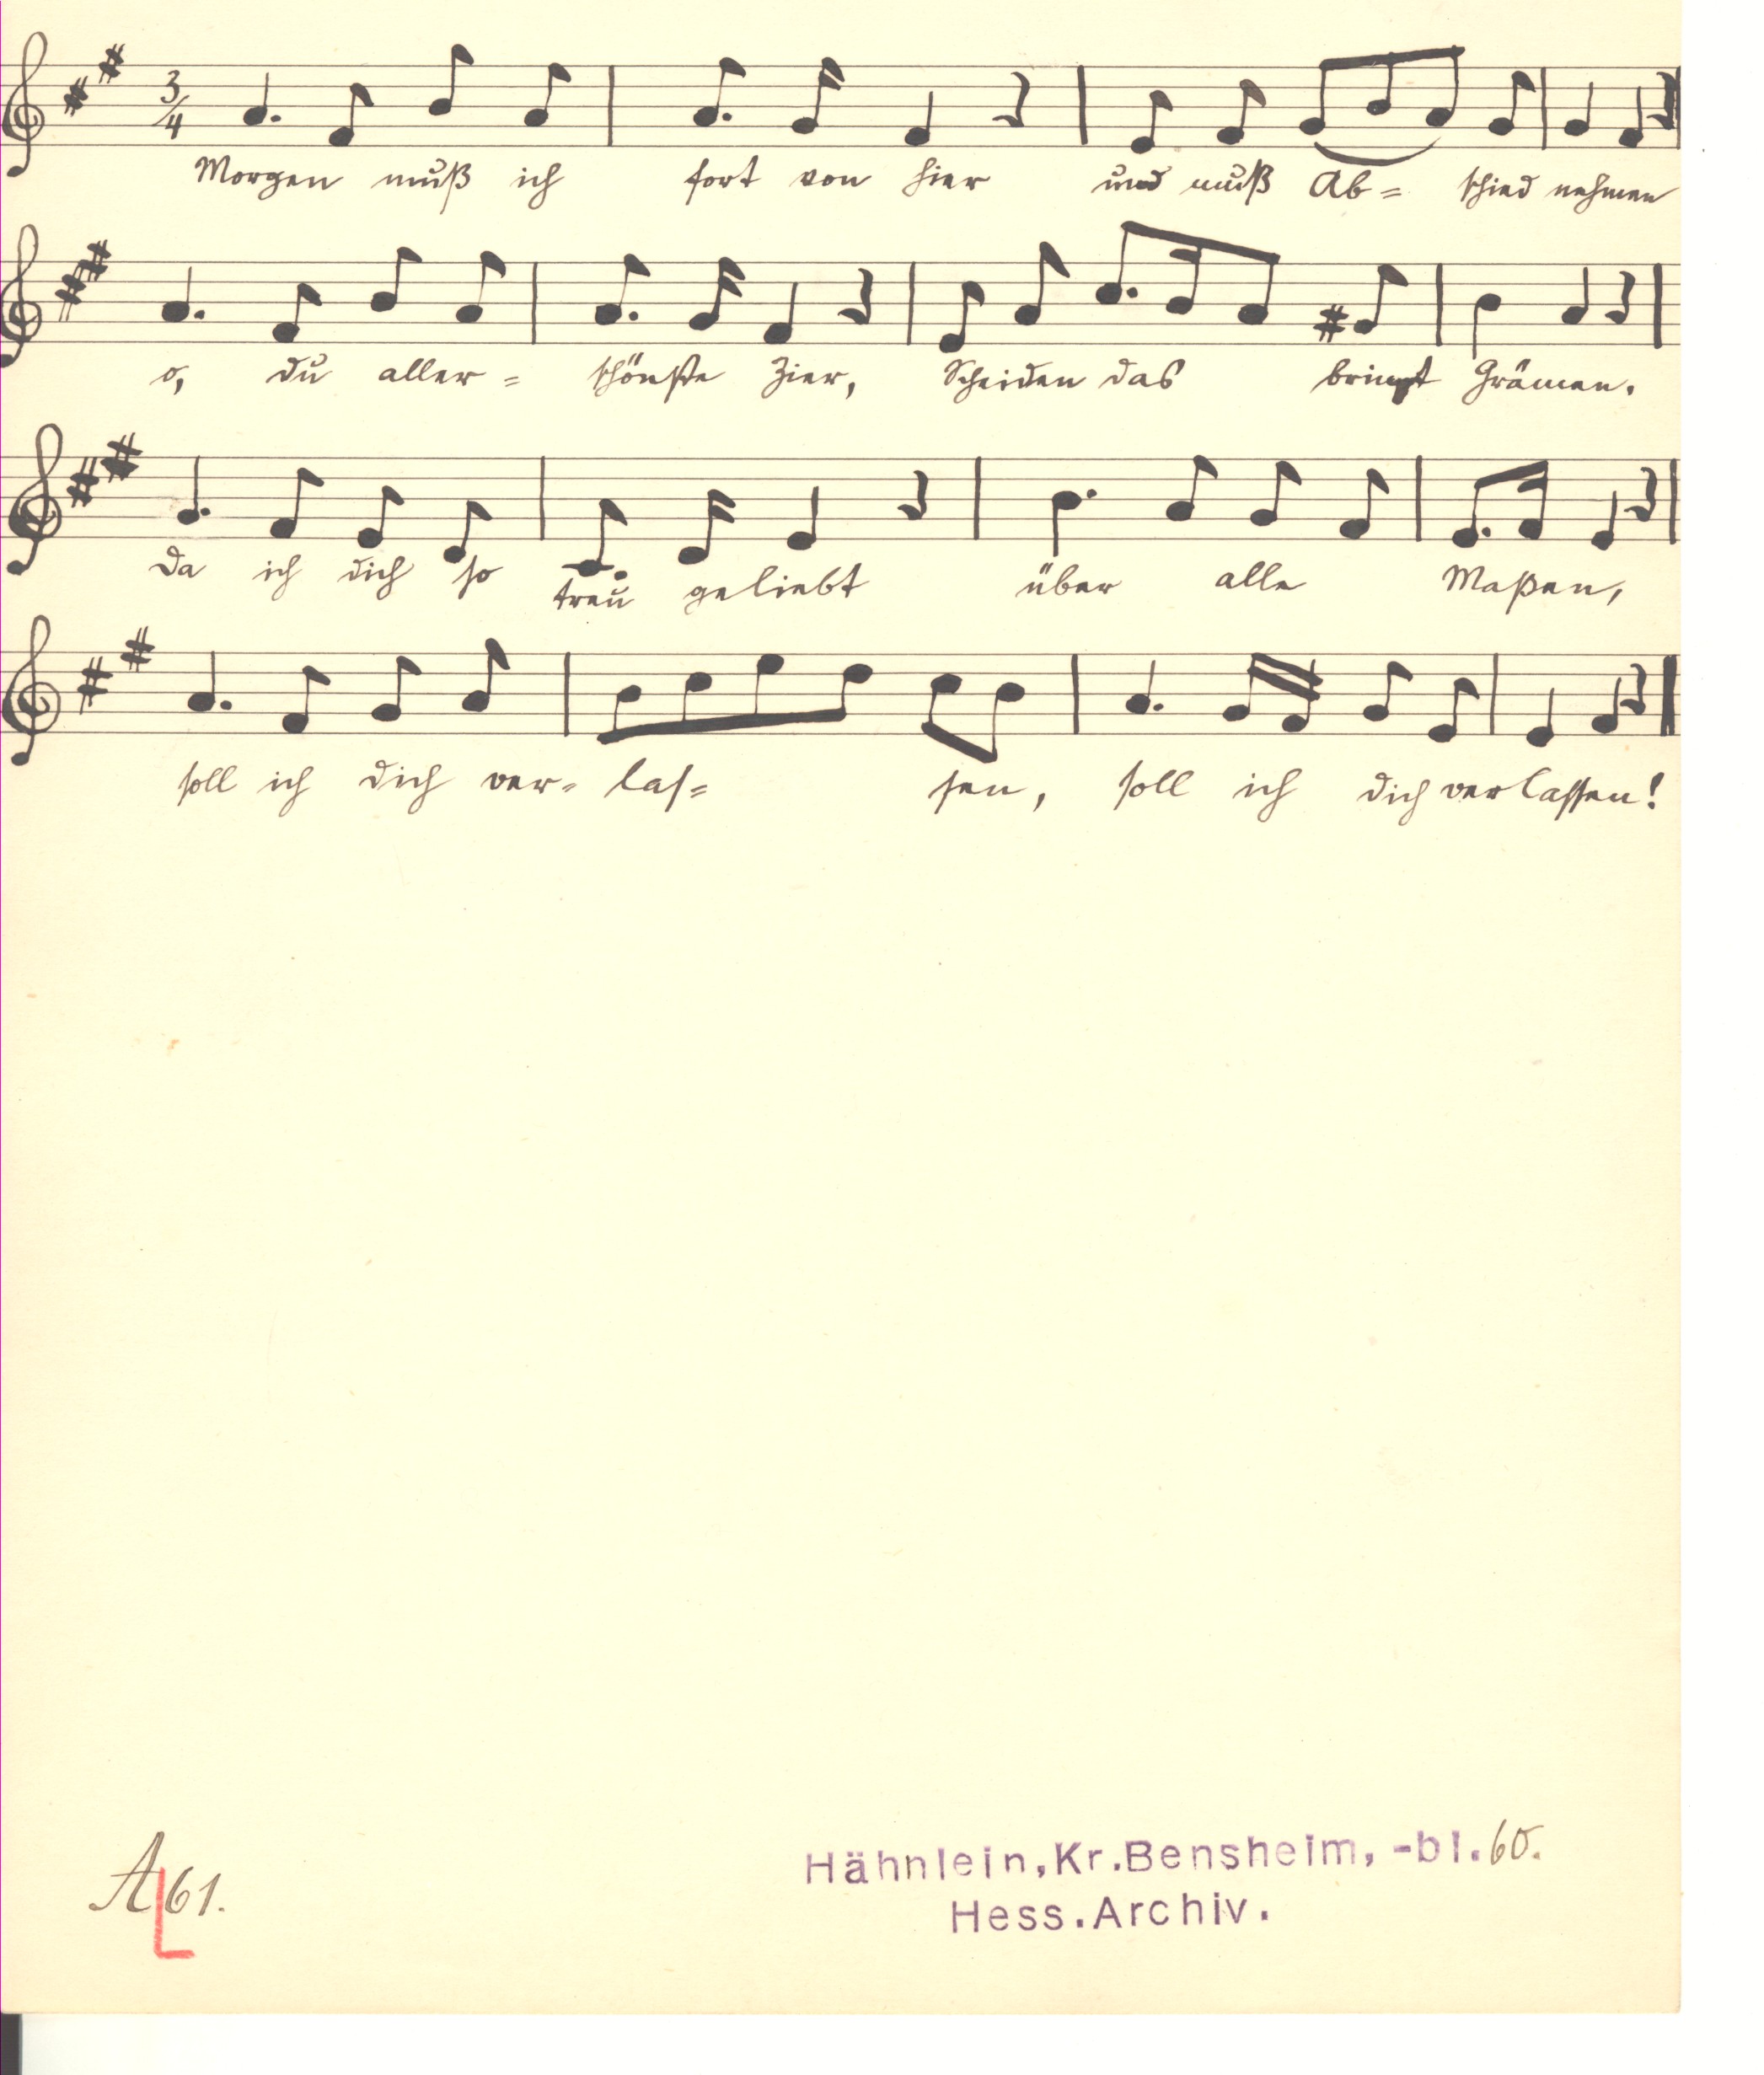 3/4
Morgen muß ich fort von hier und muß Ab= schied nehmen
o, du aller= schönste Zier, Scheiden das bringt Grämen.
da ich dich so treu geliebt über alle Maßen,
soll ich dich ver- las= sen, soll ich dich verlassen!
A 61.
Hähnlein, Kr. Bensheim, -bl. 60.
Hess. Archiv.